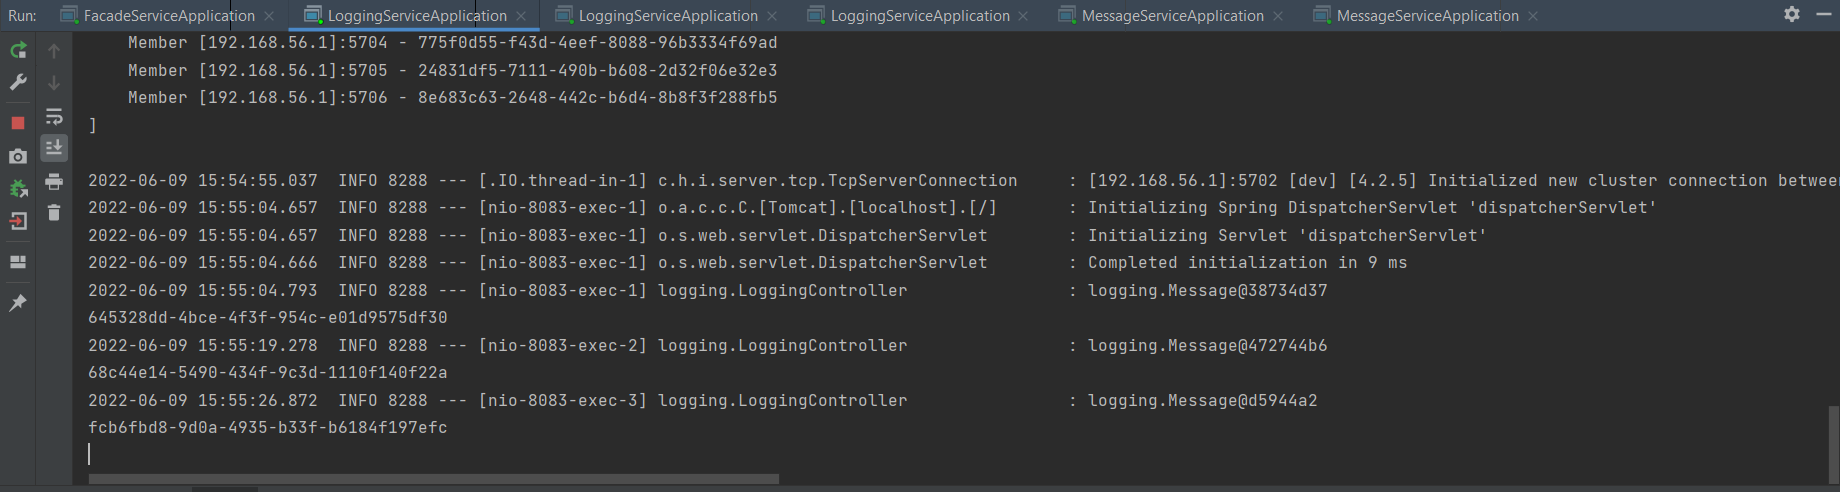 Run: FacadeServiceApplication LoggingServiceApplication LoggingServiceApplication LoggingServiceApplication MessageServiceApplication MessageServiceApplication
Member [192.168.56.1]:5704 - 775f0d55-f43d-4eef-8088-96b3334f69ad
Member [192.168.56.1]:5705 - 24831df5-7111-490b-b608-2d32f06e32e3
Member [192.168.56.1]:5706 - 8e683c63-2648-442c-b6d4-8b8f3f288fb5
]
2022-06-09 15:54:55.037  INFO 8288 --- [.IO.thread-in-1] c.h.i.server.tcp.TcpServerConnection     : [192.168.56.1]:5702 [dev] [4.2.5] Initialized new cluster connection between
2022-06-09 15:55:04.657  INFO 8288 --- [nio-8083-exec-1] o.a.c.c.C.[Tomcat].[localhost].[/]       : Initializing Spring DispatcherServlet 'dispatcherServlet'
2022-06-09 15:55:04.657  INFO 8288 --- [nio-8083-exec-1] o.s.web.servlet.DispatcherServlet        : Initializing Servlet 'dispatcherServlet'
2022-06-09 15:55:04.666  INFO 8288 --- [nio-8083-exec-1] o.s.web.servlet.DispatcherServlet        : Completed initialization in 9 ms
2022-06-09 15:55:04.793  INFO 8288 --- [nio-8083-exec-1] logging.LoggingController                : logging.Message@38734d37
645328dd-4bce-4f3f-954c-e01d9575df30
2022-06-09 15:55:19.278  INFO 8288 --- [nio-8083-exec-2] logging.LoggingController                : logging.Message@472744b6
68c44e14-5490-434f-9c3d-1110f140f22a
2022-06-09 15:55:26.872  INFO 8288 --- [nio-8083-exec-3] logging.LoggingController                : logging.Message@d5944a2
fcb6fbd8-9d0a-4935-b33f-b6184f197efc